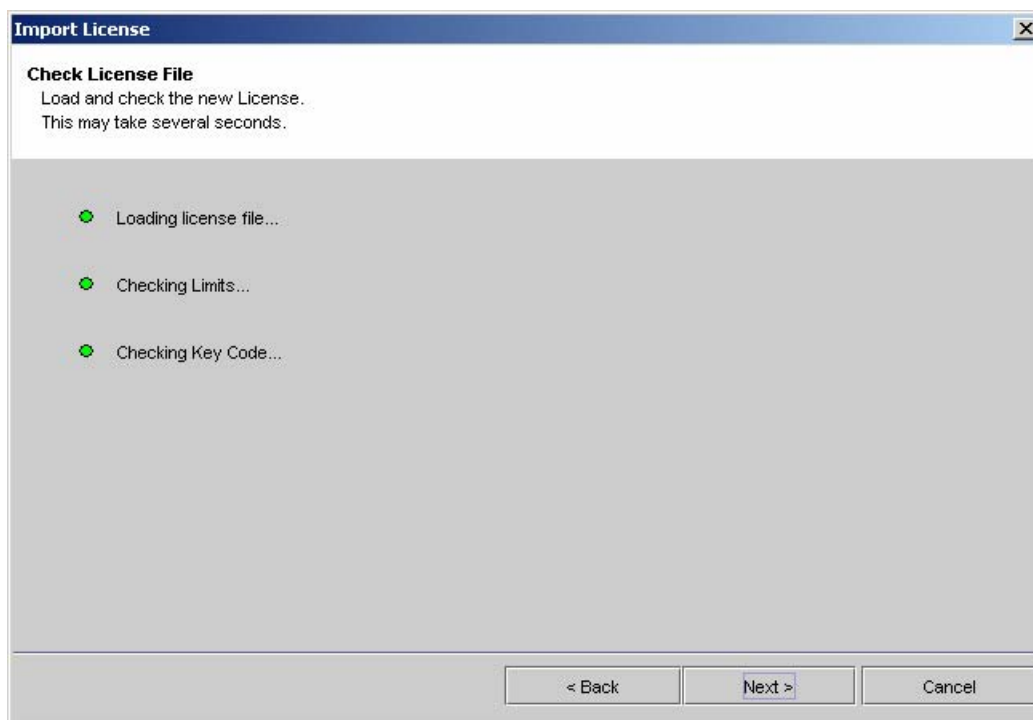 Import License
Check License File
Load and check the new License.
This may take several seconds.
Loading license file...
Checking Limits...
Checking Key Code...
< Back
Next >
Cancel